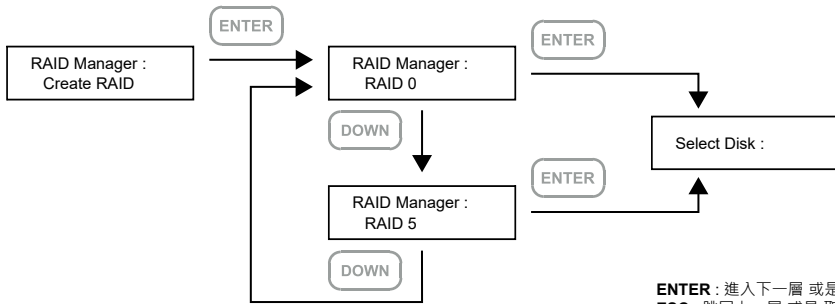 ENTER
RAID Manager :
Create RAID
RAID Manager :
RAID 0
ENTER
DOWN
Select Disk :
RAID Manager :
RAID 5
ENTER
DOWN
ENTER : 進入下一層 或是